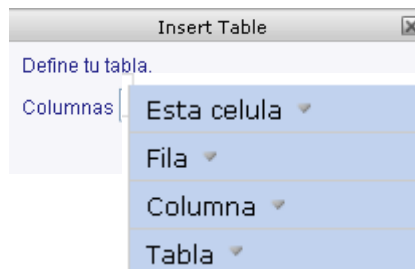 Insert Table
Define tu tabla.
Columnas
Esta celula
Fila
Columna
Tabla